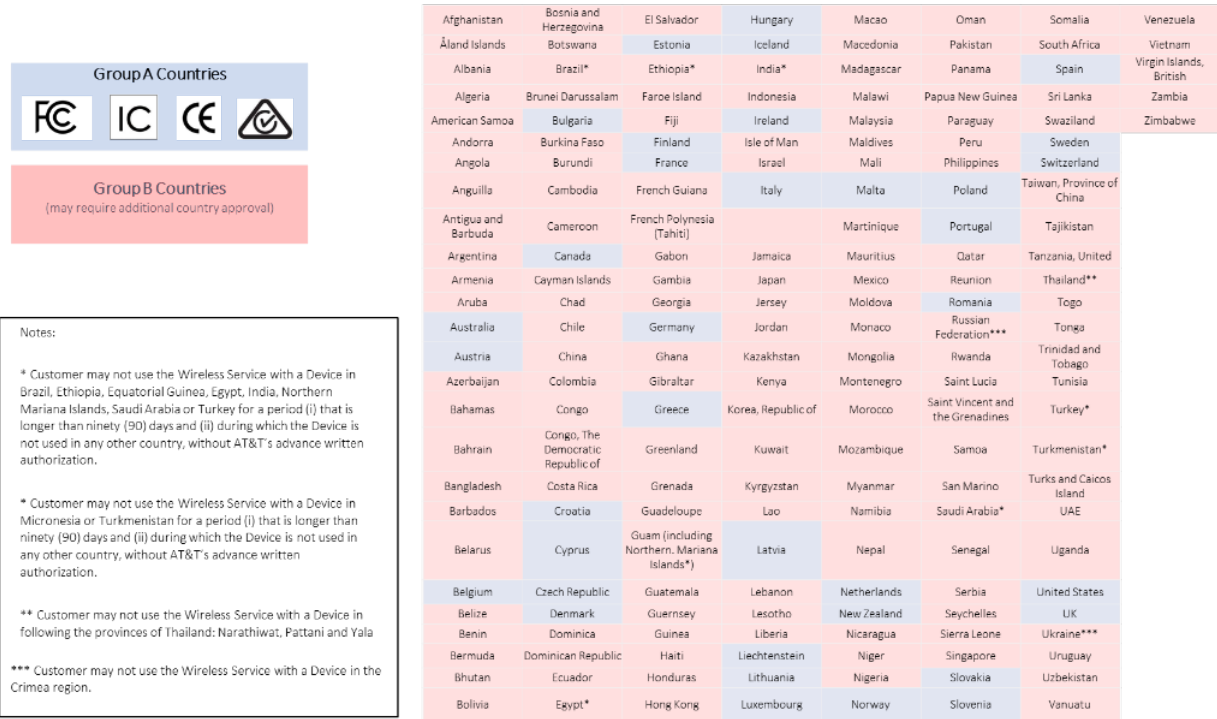 Group A Countries
FC IC CE
Group B Countries
(may require additional country approval)
Notes:
* Customer may not use the Wireless Service with a Device in
Brazil, Ethiopia, Equatorial Guinea, Egypt, India, Northern
Mariana Islands, Saudi Arabia or Turkey for a period (i) that is
longer than ninety (90) days and (ii) during which the Device is
not used in any other country, without AT&T's advance written
authorization.
* Customer may not use the Wireless Service with a Device in
Micronesia or Turkmenistan for a period (i) that is longer than
ninety (90) days and (ii) during which the Device is not used in
any other country, without AT&T's advance written
authorization.
** Customer may not use the Wireless Service with a Device in
following the provinces of Thailand: Narathiwat, Pattani and Yala
*** Customer may not use the Wireless Service with a Device in the
Crimea region.
Afghanistan Bosnia and Herzegovina El Salvador Hungary Macao Oman Somalia Venezuela
Åland Islands Botswana Estonia Iceland Macedonia Pakistan South Africa Vietnam
Albania Brazil* Ethiopia* India* Madagascar Panama Spain Virgin Islands, British
Algeria Brunei Darussalam Faroe Island Indonesia Malawi Papua New Guinea Sri Lanka Zambia
American Samoa Bulgaria Fiji Ireland Malaysia Paraguay Swaziland Zimbabwe
Andorra Burkina Faso Finland Isle of Man Maldives Peru Sweden
Angola Burundi France Israel Mali Philippines Switzerland
Anguilla Cambodia French Guiana Italy Malta Poland Taiwan, Province of China
Antigua and Barbuda Cameroon French Polynesia (Tahiti) Martinique Portugal Tajikistan
Argentina Canada Gabon Jamaica Mauritius Qatar Tanzania, United
Armenia Cayman Islands Gambia Japan Mexico Reunion Thailand**
Aruba Chad Georgia Jersey Moldova Romania Togo
Australia Chile Germany Jordan Monaco Russian Federation*** Tonga
Austria China Ghana Kazakhstan Mongolia Rwanda Trinidad and Tobago
Azerbaijan Colombia Gibraltar Kenya Montenegro Saint Lucia Tunisia
Bahamas Congo Greece Korea, Republic of Morocco Saint Vincent and the Grenadines Turkey*
Bahrain Congo, The Democratic Republic of Greenland Kuwait Mozambique Samoa Turkmenistan*
Bangladesh Costa Rica Grenada Kyrgyzstan Myanmar San Marino Turks and Caicos Island
Barbados Croatia Guadeloupe Lao Namibia Saudi Arabia* UAE
Belarus Cyprus Guam (including Northern. Mariana Islands*) Latvia Nepal Senegal Uganda
Belgium Czech Republic Guatemala Lebanon Netherlands Serbia United States
Belize Denmark Guernsey Lesotho New Zealand Seychelles UK
Benin Dominica Guinea Liberia Nicaragua Sierra Leone Ukraine***
Bermuda Dominican Republic Haiti Liechtenstein Niger Singapore Uruguay
Bhutan Ecuador Honduras Lithuania Nigeria Slovakia Uzbekistan
Bolivia Egypt* Hong Kong Luxembourg Norway Slovenia Vanuatu